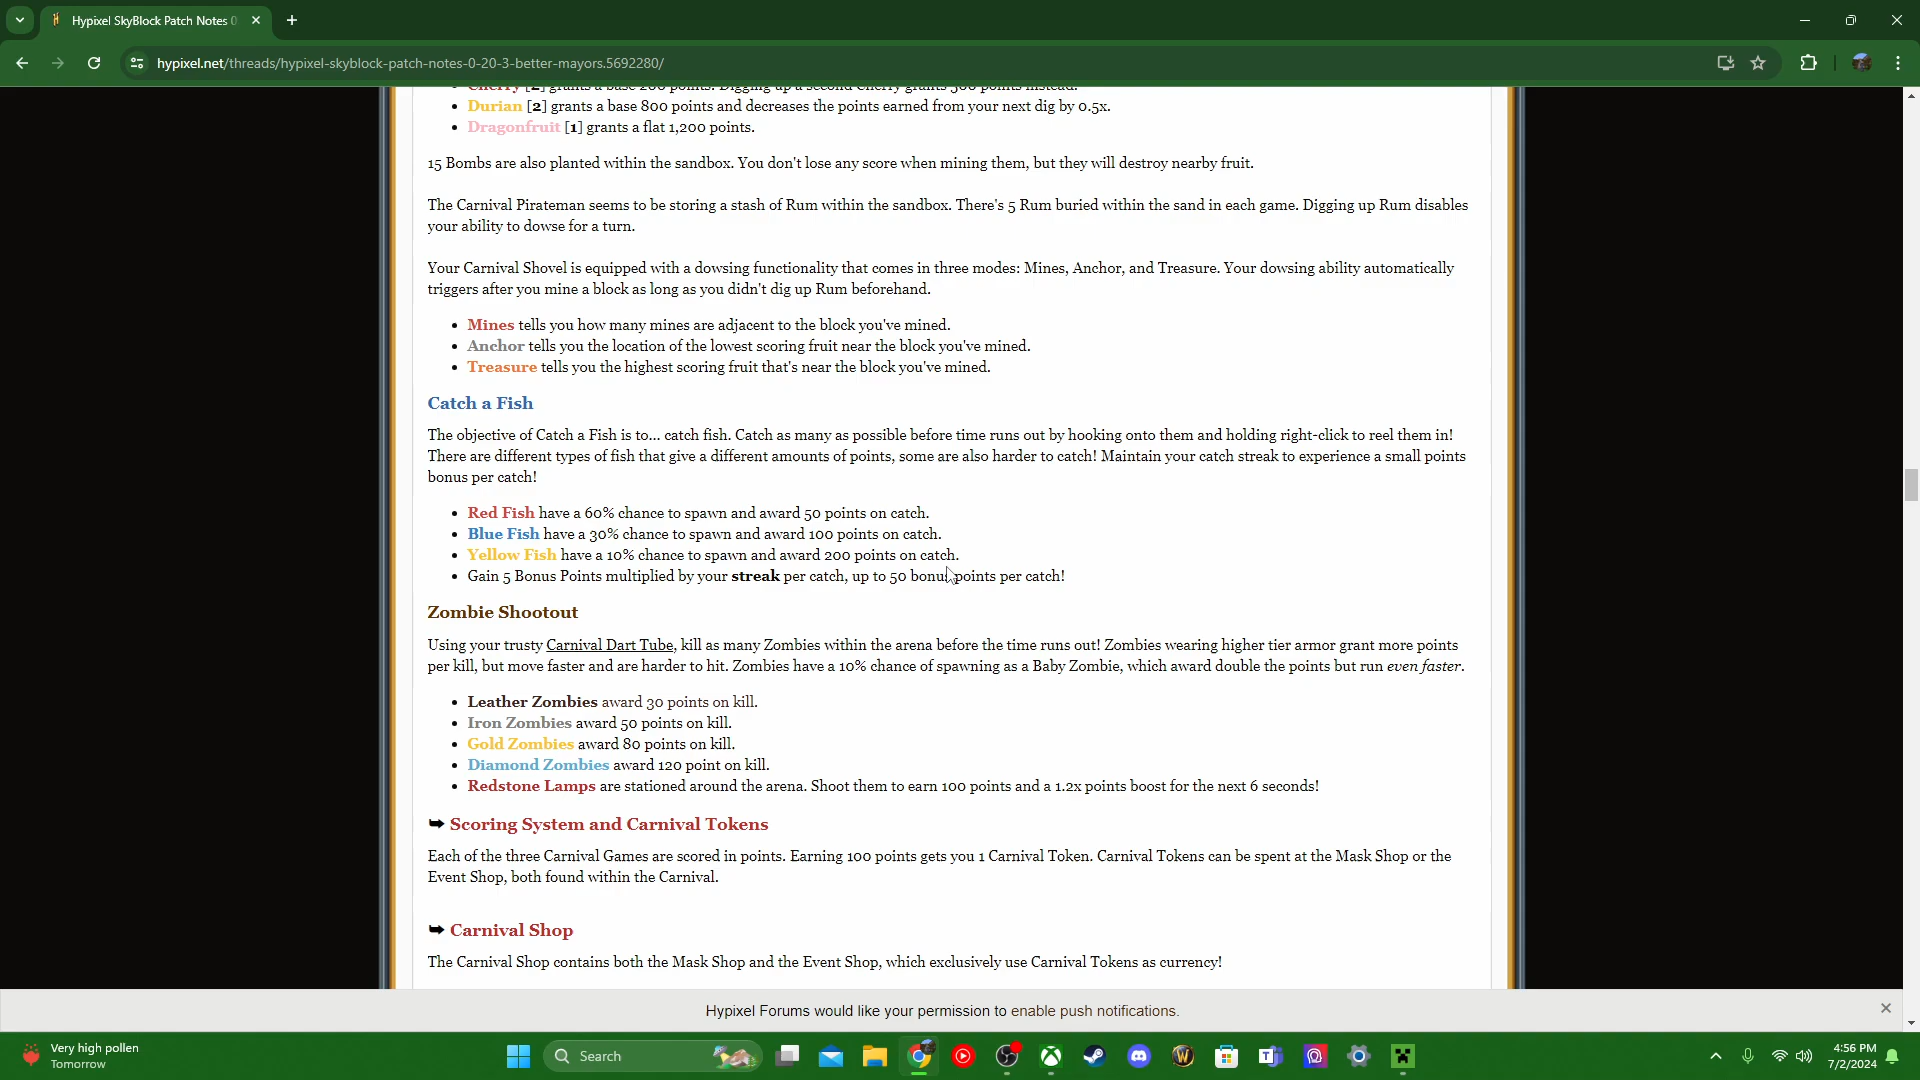 Hypixel SkyBlock Patch Notes 0
hypixel.net/threads/hypixel-skyblock-patch-notes-0-20-3-better-mayors.5692280/
Cherry [2] grants a base 200 points. Digging up a second Cherry grants 300 points instead.
Durian [2] grants a base 800 points and decreases the points earned from your next dig by 0.5x.
Dragonfruit [1] grants a flat 1,200 points.
15 Bombs are also planted within the sandbox. You don't lose any score when mining them, but they will destroy nearby fruit.
The Carnival Pirateman seems to be storing a stash of Rum within the sandbox. There's 5 Rum buried within the sand in each game. Digging up Rum disables
your ability to dowse for a turn.
Your Carnival Shovel is equipped with a dowsing functionality that comes in three modes: Mines, Anchor, and Treasure. Your dowsing ability automatically
triggers after you mine a block as long as you didn't dig up Rum beforehand.
Mines tells you how many mines are adjacent to the block you've mined.
Anchor tells you the location of the lowest scoring fruit near the block you've mined.
Treasure tells you the highest scoring fruit that's near the block you've mined.
Catch a Fish
The objective of Catch a Fish is to... catch fish. Catch as many as possible before time runs out by hooking onto them and holding right-click to reel them in!
There are different types of fish that give a different amounts of points, some are also harder to catch! Maintain your catch streak to experience a small points
bonus per catch!
Red Fish have a 60% chance to spawn and award 50 points on catch.
Blue Fish have a 30% chance to spawn and award 100 points on catch.
Yellow Fish have a 10% chance to spawn and award 200 points on catch.
Gain 5 Bonus Points multiplied by your streak per catch, up to 50 bonus points per catch!
Zombie Shootout
Using your trusty Carnival Dart Tube, kill as many Zombies within the arena before the time runs out! Zombies wearing higher tier armor grant more points
per kill, but move faster and are harder to hit. Zombies have a 10% chance of spawning as a Baby Zombie, which award double the points but run even faster.
Leather Zombies award 30 points on kill.
Iron Zombies award 50 points on kill.
Gold Zombies award 80 points on kill.
Diamond Zombies award 120 point on kill.
Redstone Lamps are stationed around the arena. Shoot them to earn 100 points and a 1.2x points boost for the next 6 seconds!
➥ Scoring System and Carnival Tokens
Each of the three Carnival Games are scored in points. Earning 100 points gets you 1 Carnival Token. Carnival Tokens can be spent at the Mask Shop or the
Event Shop, both found within the Carnival.
➥ Carnival Shop
The Carnival Shop contains both the Mask Shop and the Event Shop, which exclusively use Carnival Tokens as currency!
Hypixel Forums would like your permission to enable push notifications.
Very high pollen
Tomorrow
Search
4:56 PM
7/2/2024